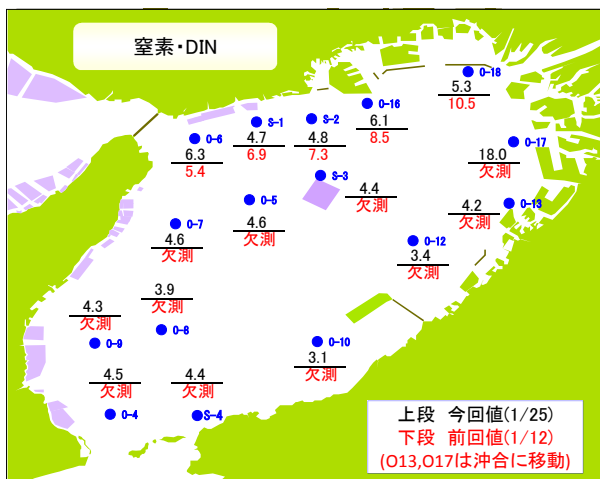 窒素・DIN
O-18
5.3
10.5
O-16
6.1
8.5
S-1
4.7
6.9
S-2
4.8
7.3
O-6
6.3
5.4
O-17
18.0
欠測
S-3
4.4
欠測
O-5
4.6
欠測
O-13
4.2
欠測
O-7
4.6
欠測
O-12
3.4
欠測
3.9
欠測
O-8
4.3
欠測
O-9
O-10
3.1
欠測
4.5
欠測
O-4
4.4
欠測
S-4
上段 今回値(1/25)
下段 前回値(1/12)
(O13,O17は沖合に移動)